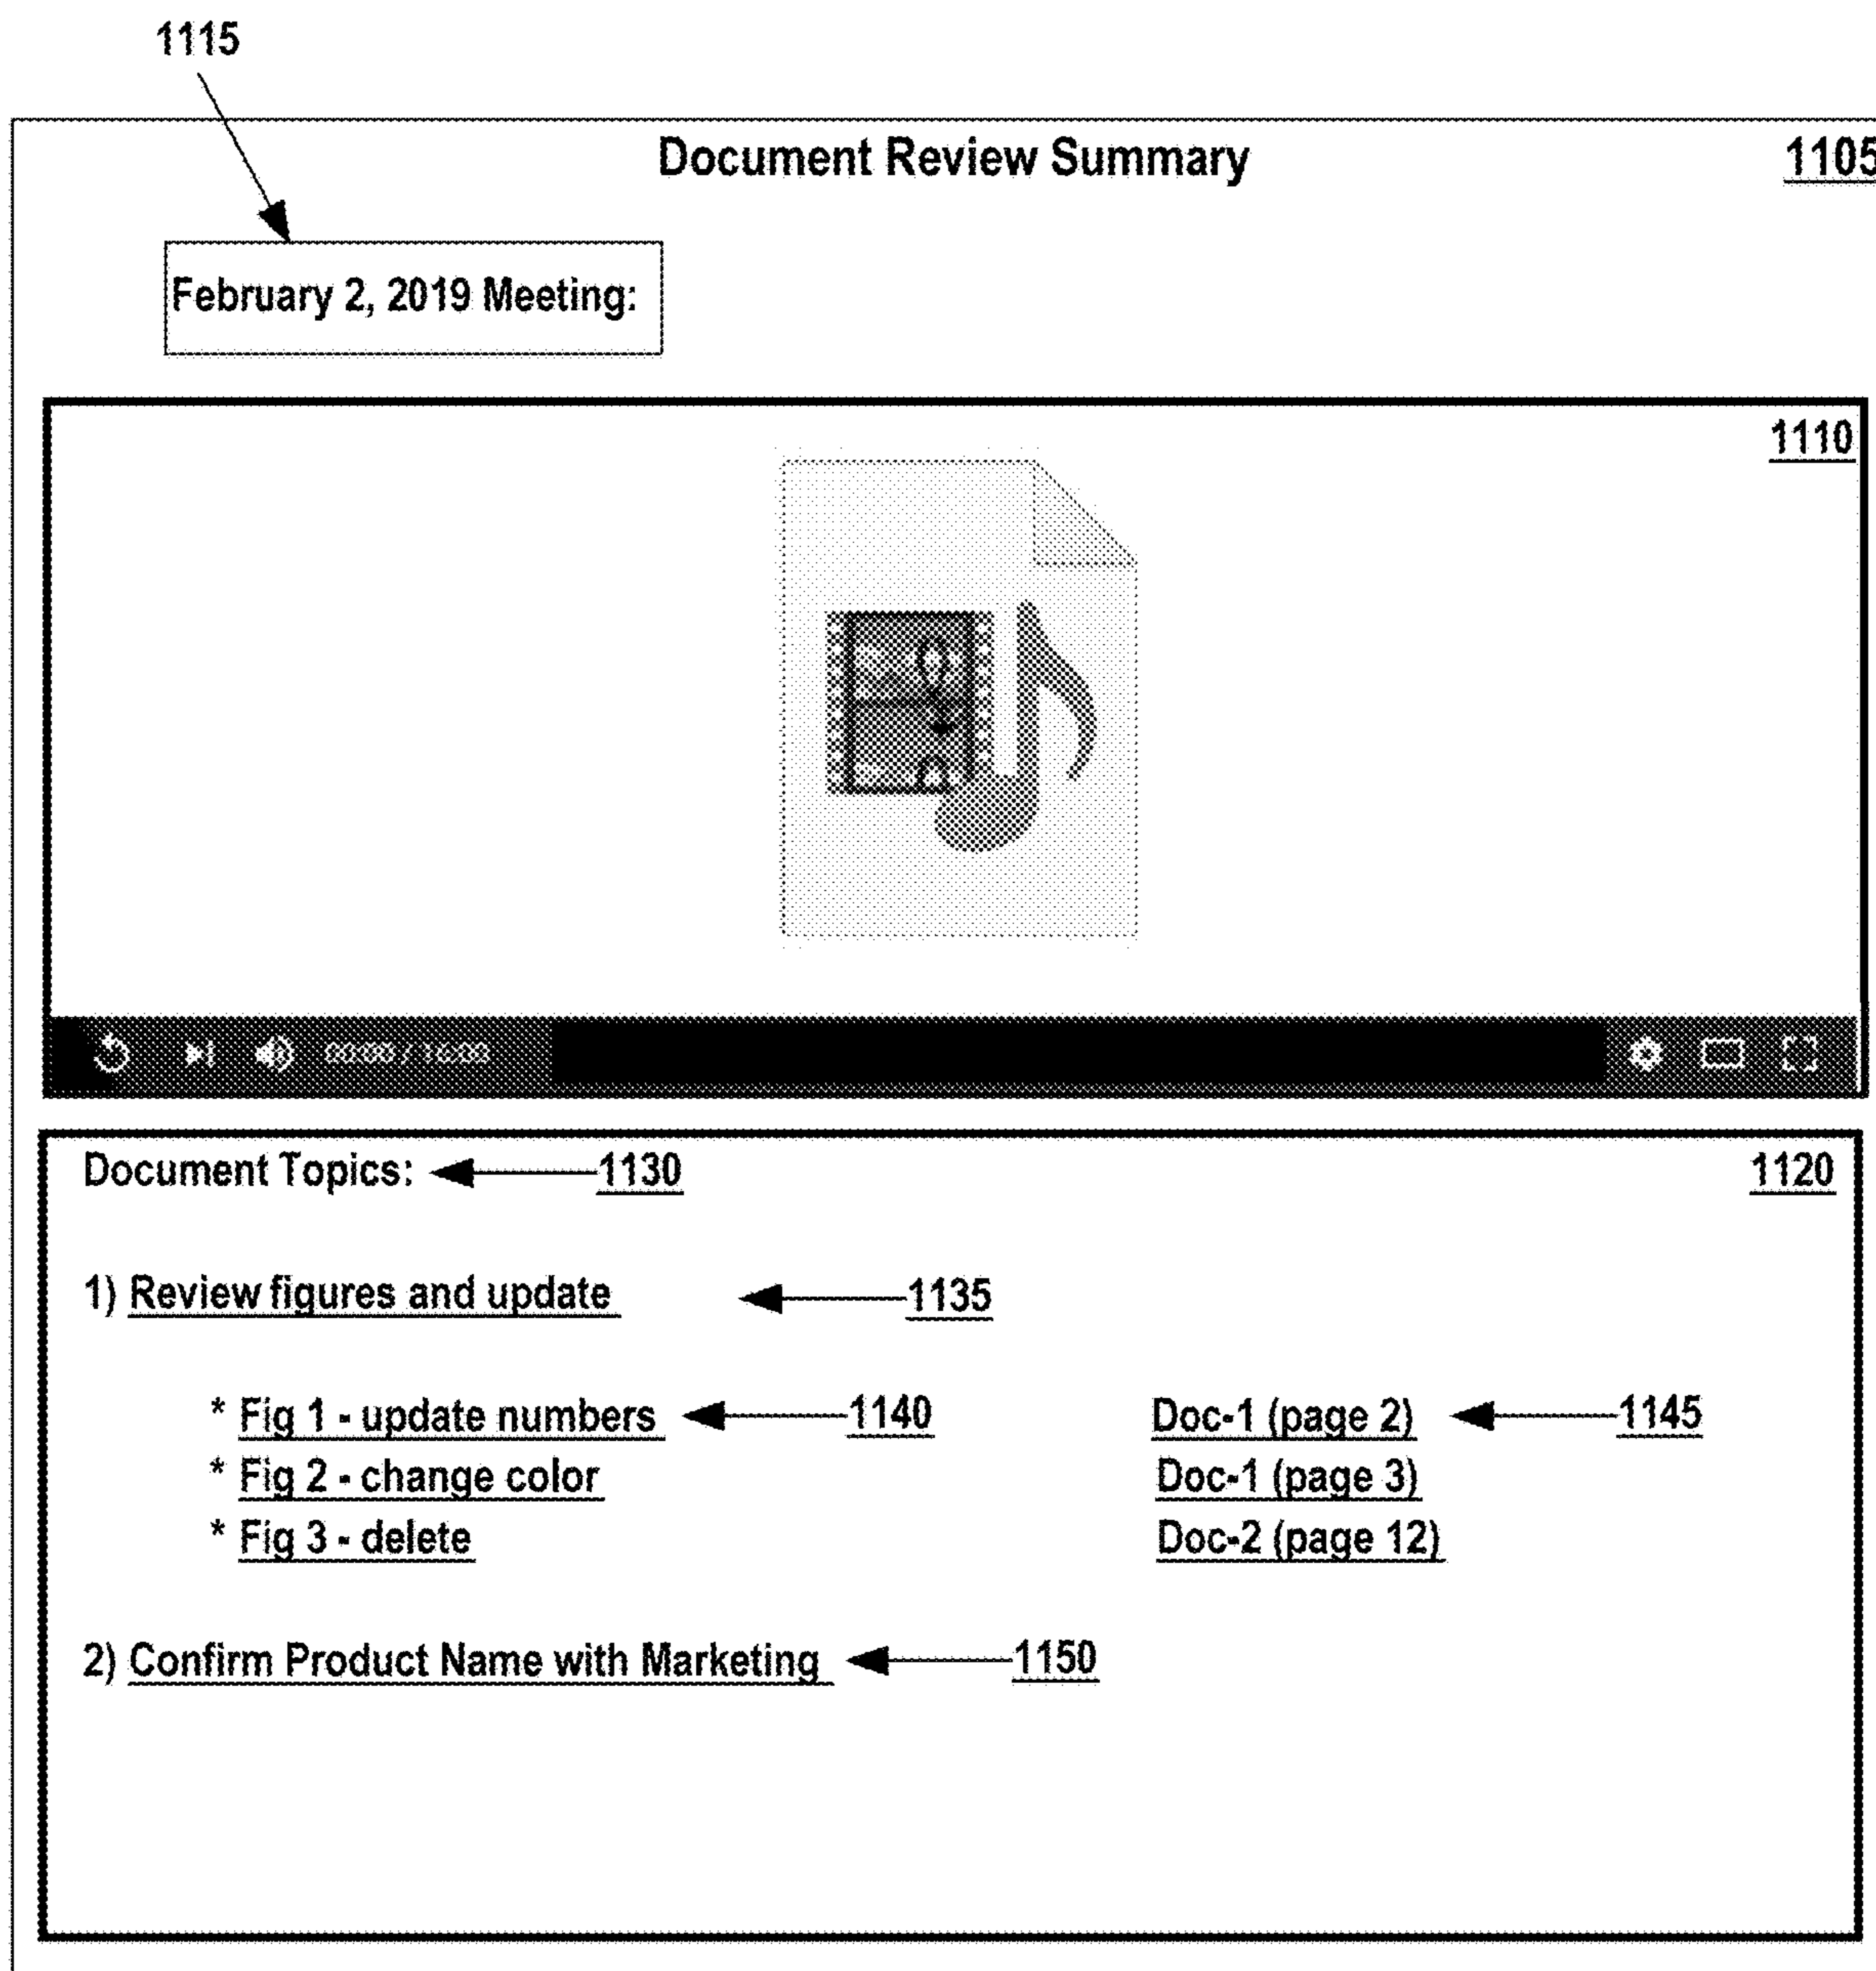 1115
Document Review Summary 1105
February 2, 2019 Meeting:
1110
Document Topics: 1130 1120
1) Review figures and update 1135
* Fig 1 - update numbers 1140 Doc-1 (page 2) 1145
* Fig 2 - change color Doc-1 (page 3)
* Fig 3 - delete Doc-2 (page 12)
2) Confirm Product Name with Marketing 1150